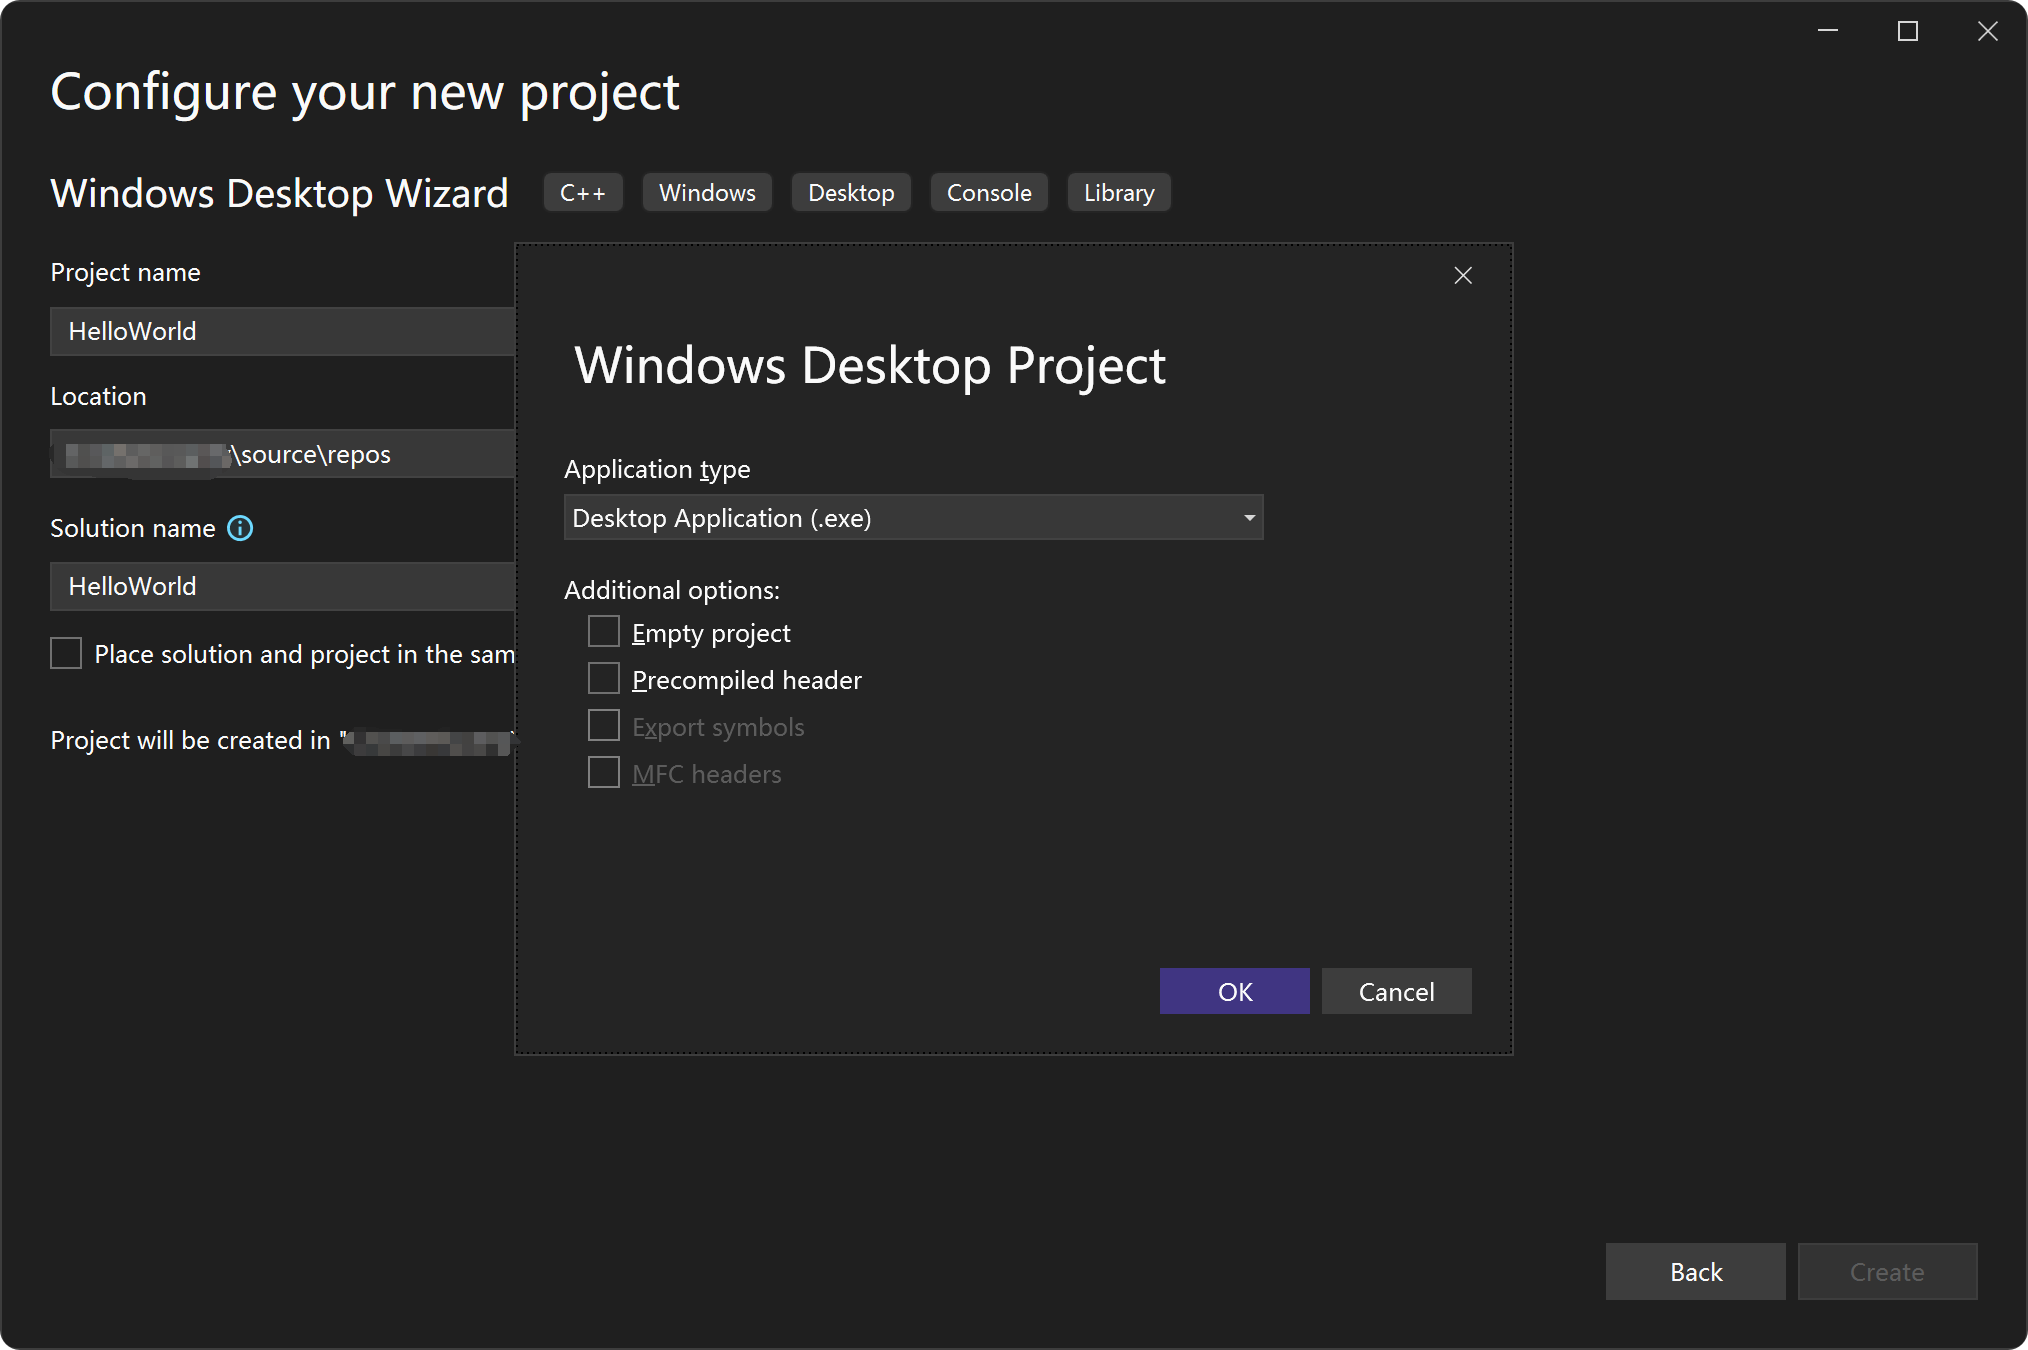 Configure your new project
Windows Desktop Wizard C++ Windows Desktop Console Library
Project name
HelloWorld
Location
\source\repos
Solution name
HelloWorld
Place solution and project in the sam
Project will be created in "
Windows Desktop Project
Application type
Desktop Application (.exe)
Additional options:
Empty project
Precompiled header
Export symbols
MFC headers
OK Cancel
Back Create